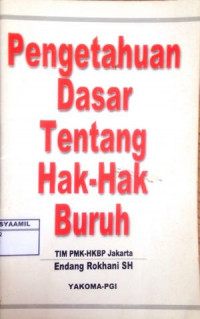 Pengetahuan
Dasar
Tentang
Hak-Hak
Buruh
SYAAMIL
TIM PMK-HKBP Jakarta
Endang Rokhani SH
YAKOMA-PGI